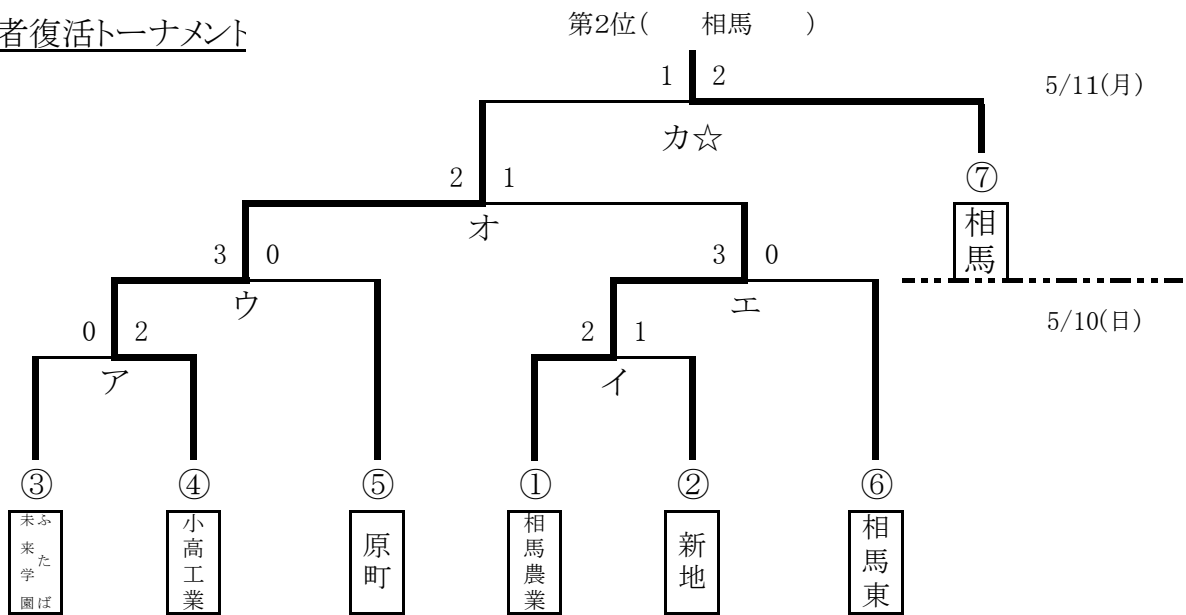 者復活トーナメント
第2位(　　相馬　　)
1 2
5/11(月)
カ☆
2 1
⑦
相馬
オ
3 0
3 0
ウ
エ
5/10(日)
0 2
2 1
ア
イ
③
④
⑤
①
②
⑥
ふたば
未来学園
小高工業
原町
相馬農業
新地
相馬東